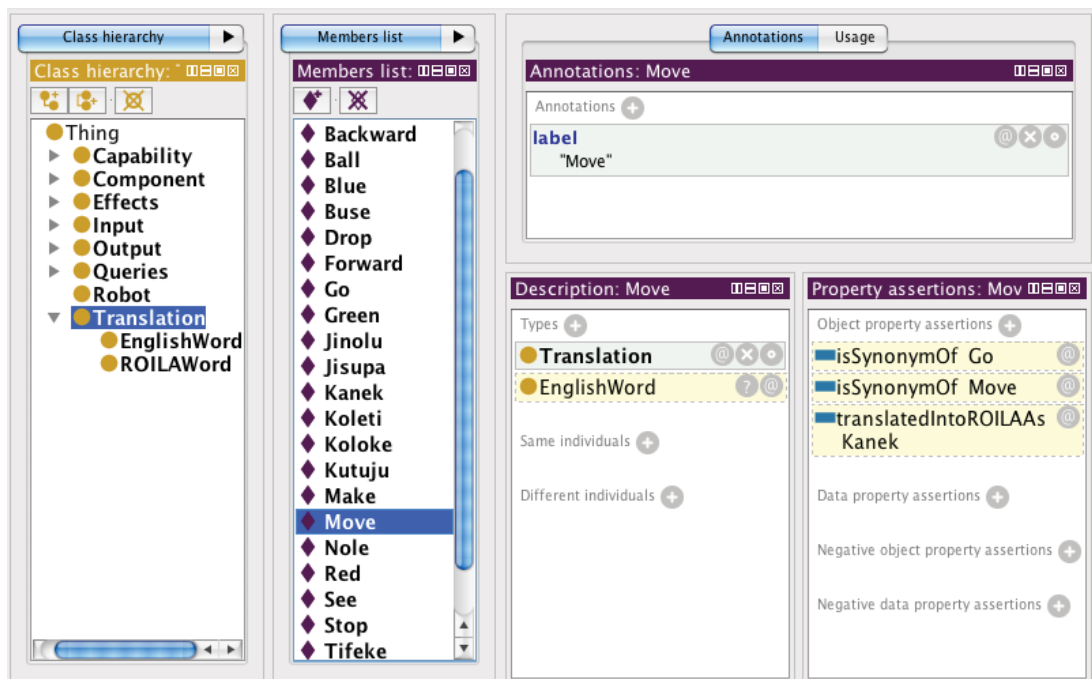 Class hierarchy
Class hierarchy: '
Thing
Capability
Component
Effects
Input
Output
Queries
Robot
Translation
EnglishWord
ROILAWord
Members list
Members list:
Backward
Ball
Blue
Buse
Drop
Forward
Go
Green
Jinolu
Jisupa
Kanek
Koleti
Koloke
Kutuju
Make
Move
Nole
Red
See
Stop
Tifeke
Annotations Usage
Annotations: Move
Annotations
label
"Move"
Description: Move
Types
Translation
EnglishWord
Same individuals
Different individuals
Property assertions: Mov
Object property assertions
isSynonymOf Go
isSynonymOf Move
translatedIntoROILAAs
Kanek
Data property assertions
Negative object property assertions
Negative data property assertions